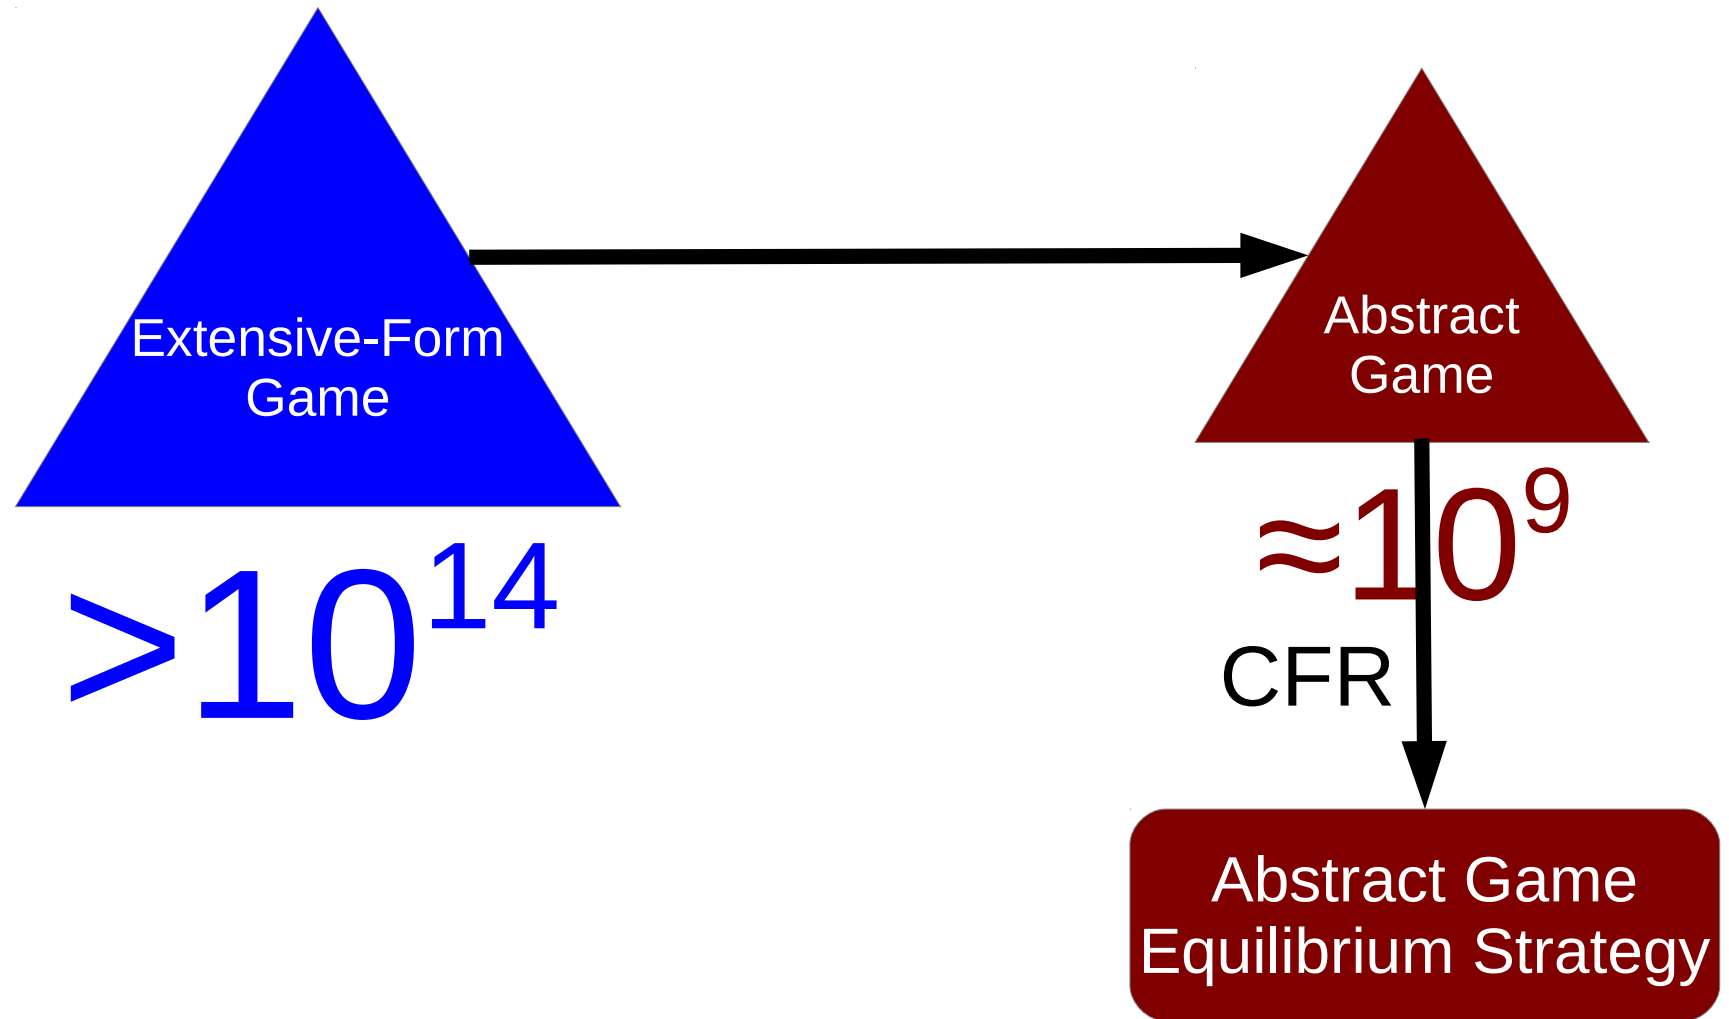 Extensive-Form
Game
>10^14
Abstract
Game
≈10^9
CFR
Abstract Game
Equilibrium Strategy